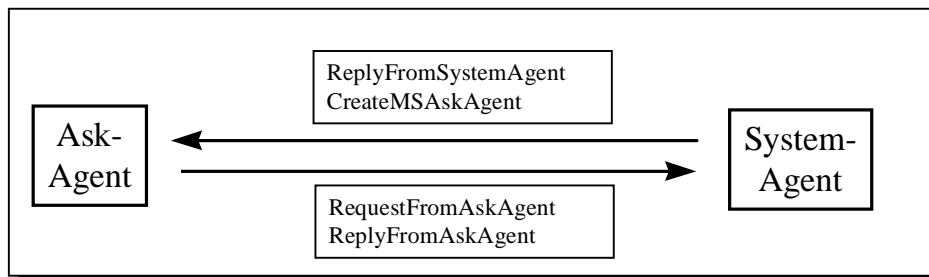 ReplyFromSystemAgent
CreateMSAskAgent
Ask-
Agent
System-
Agent
RequestFromAskAgent
ReplyFromAskAgent